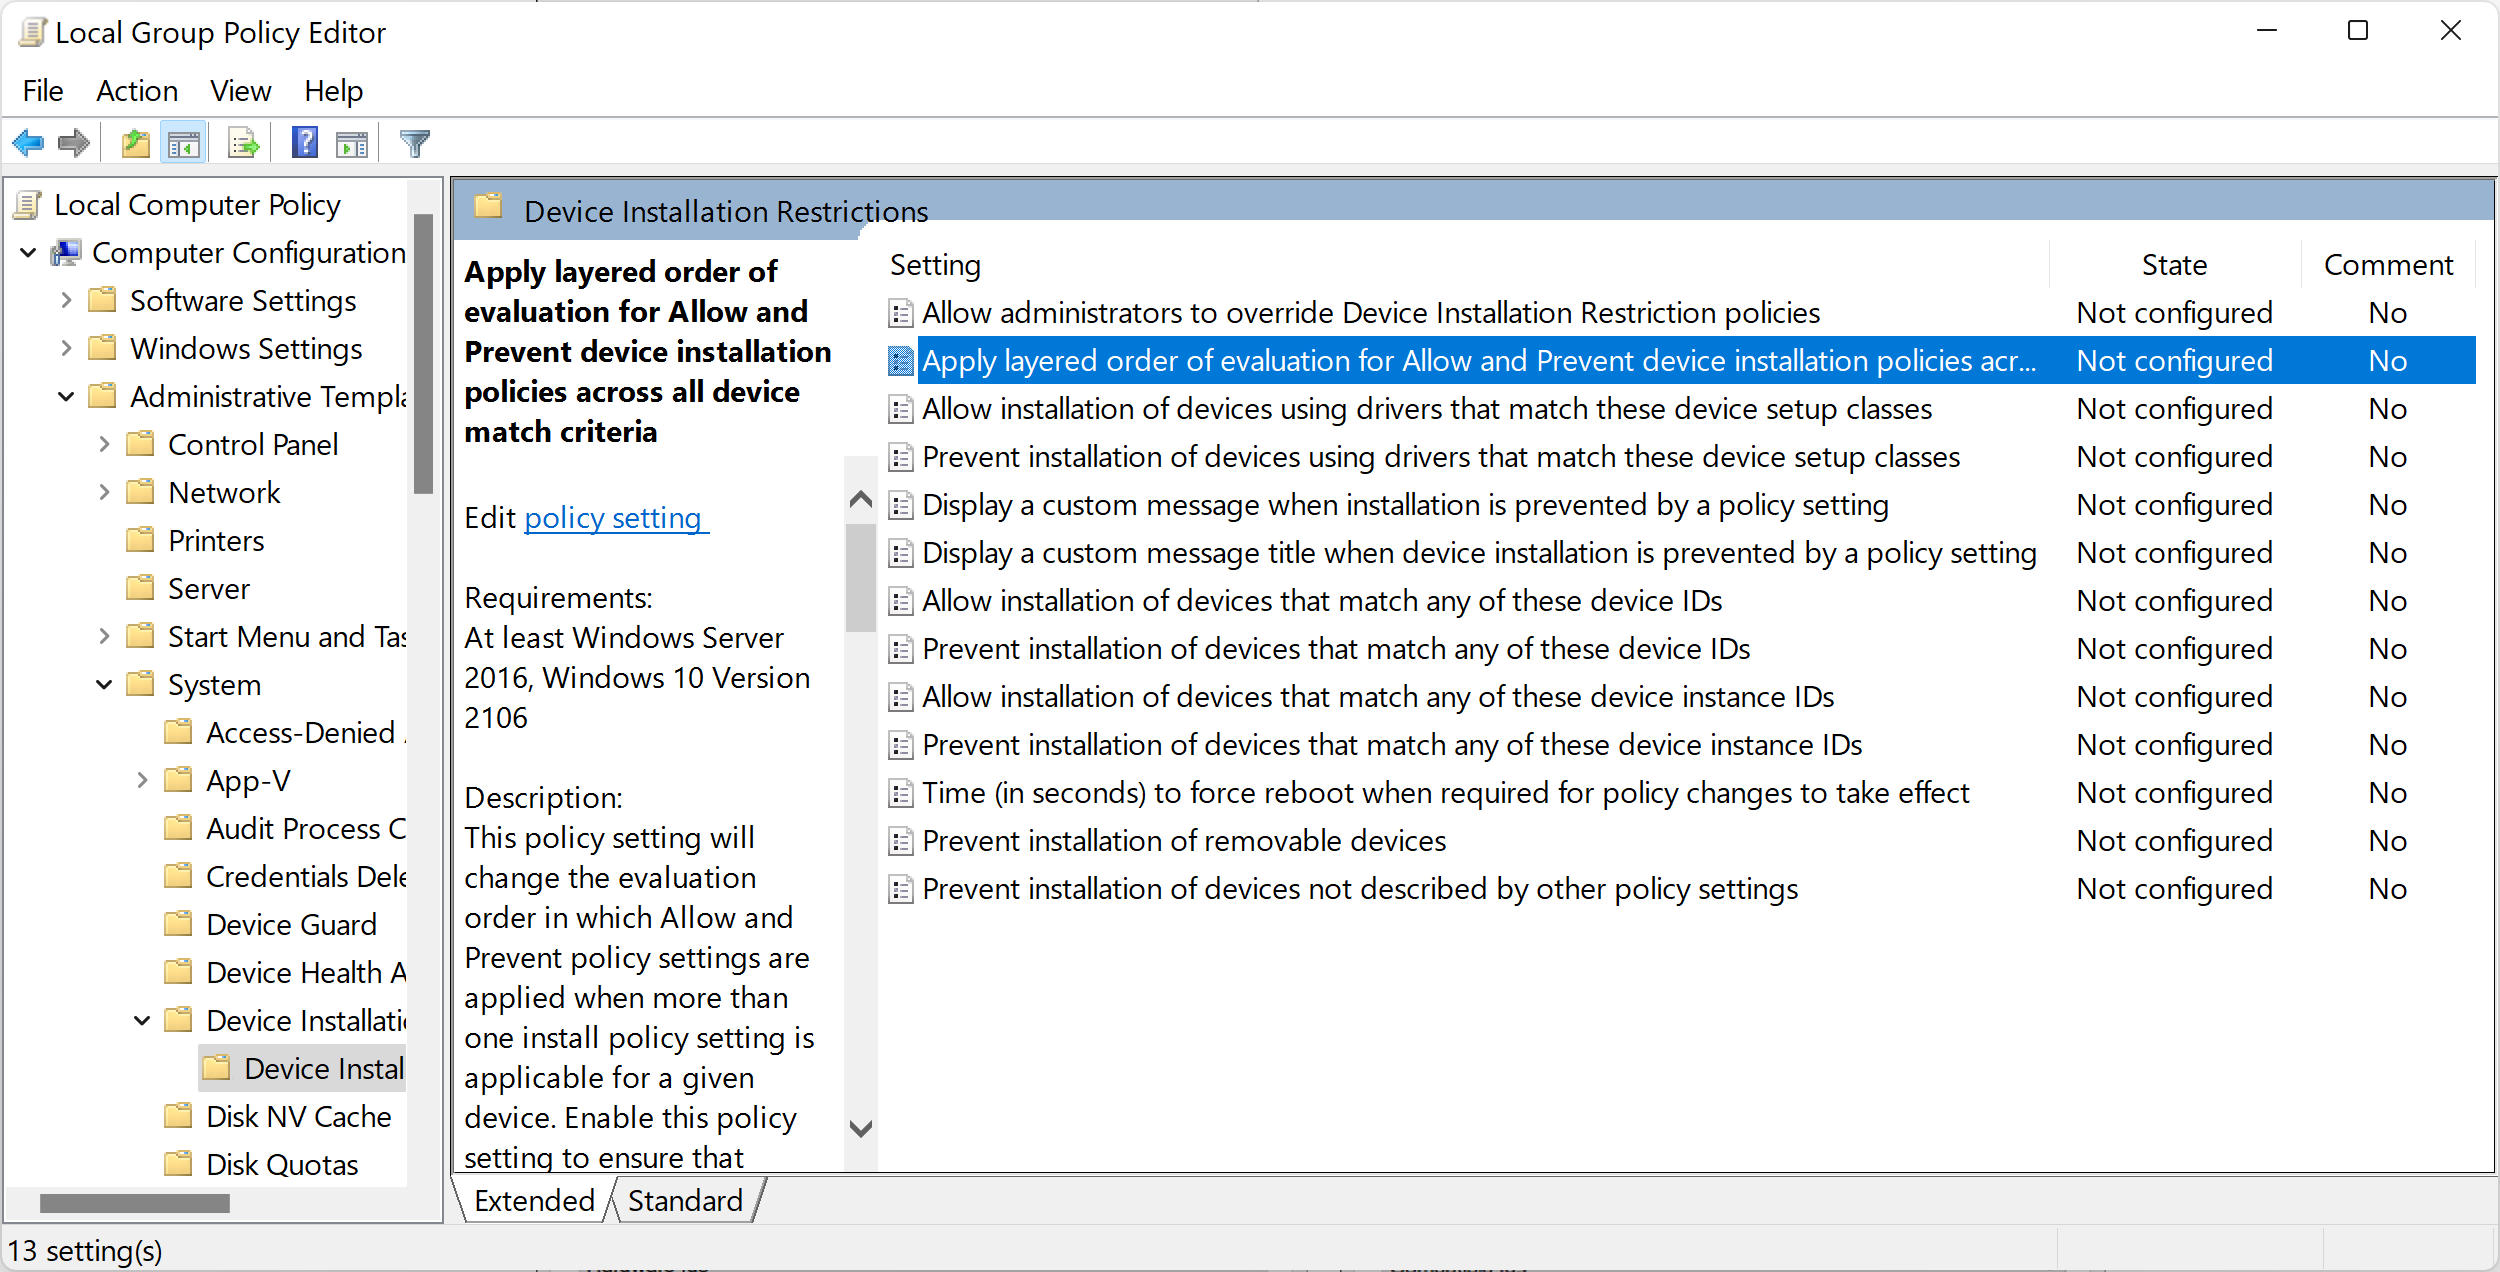 Local Group Policy Editor
File Action View Help
Local Computer Policy
Computer Configuration
Software Settings
Windows Settings
Administrative Templa
Control Panel
Network
Printers
Server
Start Menu and Tas
System
Access-Denied
App-V
Audit Process C
Credentials Dele
Device Guard
Device Health A
Device Installati
Device Instal
Disk NV Cache
Disk Quotas
Device Installation Restrictions
Apply layered order of
evaluation for Allow and
Prevent device installation
policies across all device
match criteria
Edit policy setting
Requirements:
At least Windows Server
2016, Windows 10 Version
2106
Description:
This policy setting will
change the evaluation
order in which Allow and
Prevent policy settings are
applied when more than
one install policy setting is
applicable for a given
device. Enable this policy
setting to ensure that
Setting State Comment
Allow administrators to override Device Installation Restriction policies Not configured No
Apply layered order of evaluation for Allow and Prevent device installation policies acr... Not configured No
Allow installation of devices using drivers that match these device setup classes Not configured No
Prevent installation of devices using drivers that match these device setup classes Not configured No
Display a custom message when installation is prevented by a policy setting Not configured No
Display a custom message title when device installation is prevented by a policy setting Not configured No
Allow installation of devices that match any of these device IDs Not configured No
Prevent installation of devices that match any of these device IDs Not configured No
Allow installation of devices that match any of these device instance IDs Not configured No
Prevent installation of devices that match any of these device instance IDs Not configured No
Time (in seconds) to force reboot when required for policy changes to take effect Not configured No
Prevent installation of removable devices Not configured No
Prevent installation of devices not described by other policy settings Not configured No
Extended Standard
13 setting(s)